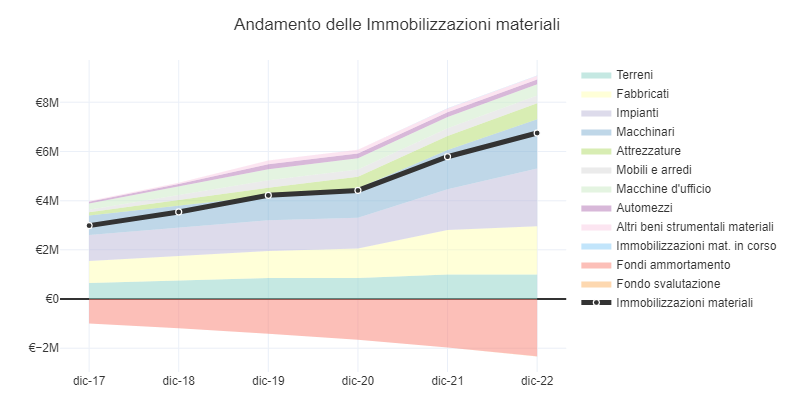 Andamento delle Immobilizzazioni materiali
€8M
€6M
€4M
€2M
€0
€−2M
dic-17
dic-18
dic-19
dic-20
dic-21
dic-22
Terreni
Fabbricati
Impianti
Macchinari
Attrezzature
Mobili e arredi
Macchine d'ufficio
Automezzi
Altri beni strumentali materiali
Immobilizzazioni mat. in corso
Fondi ammortamento
Fondo svalutazione
Immobilizzazioni materiali